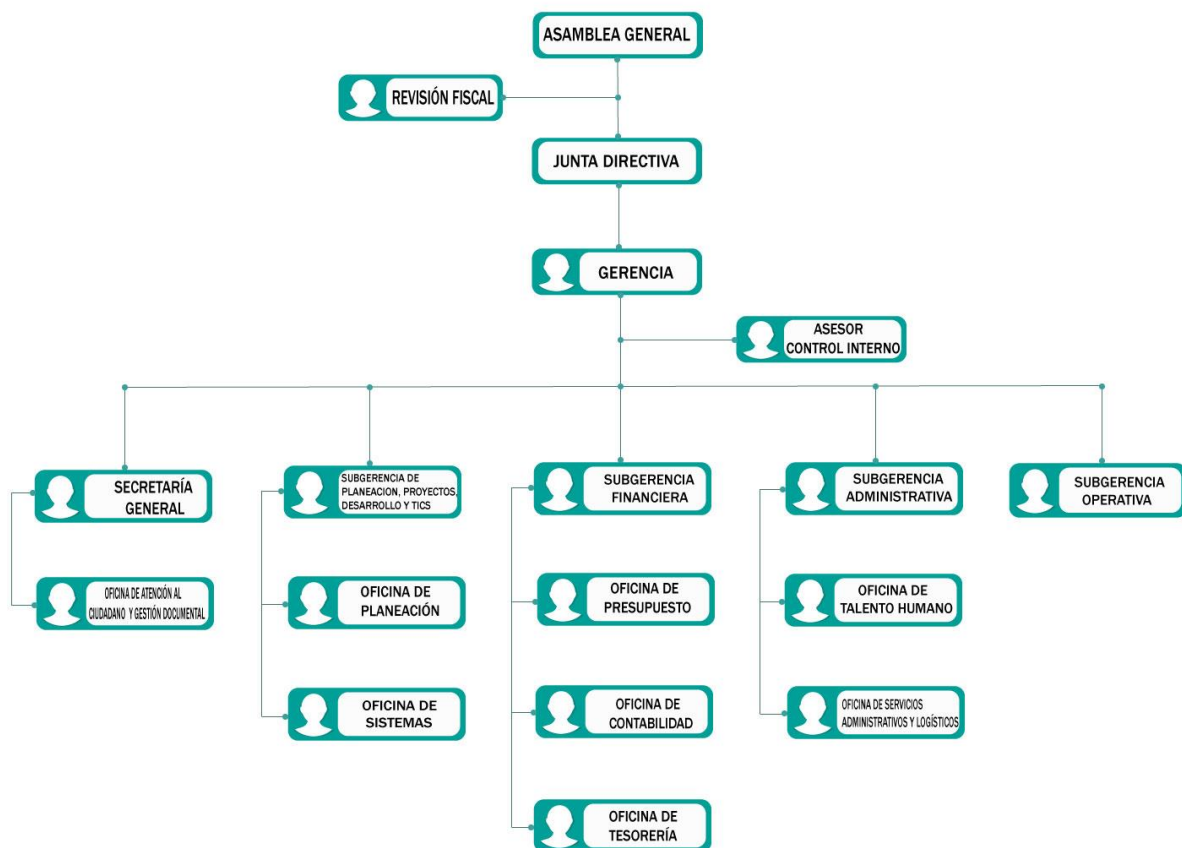 ASAMBLEA GENERAL
REVISIÓN FISCAL
JUNTA DIRECTIVA
GERENCIA
ASESOR
CONTROL INTERNO
SECRETARÍA
GENERAL
SUBGERENCIA DE
PLANEACION, PROYECTOS,
DESARROLLO Y TICS
SUBGERENCIA
FINANCIERA
SUBGERENCIA
ADMINISTRATIVA
SUBGERENCIA
OPERATIVA
OFICINA DE ATENCIÓN AL
CIUDADANO Y GESTIÓN DOCUMENTAL
OFICINA DE
PLANEACIÓN
OFICINA DE
PRESUPUESTO
OFICINA DE
TALENTO HUMANO
OFICINA DE
SISTEMAS
OFICINA DE
CONTABILIDAD
OFICINA DE SERVICIOS
ADMINISTRATIVOS Y LOGÍSTICOS
OFICINA DE
TESORERÍA